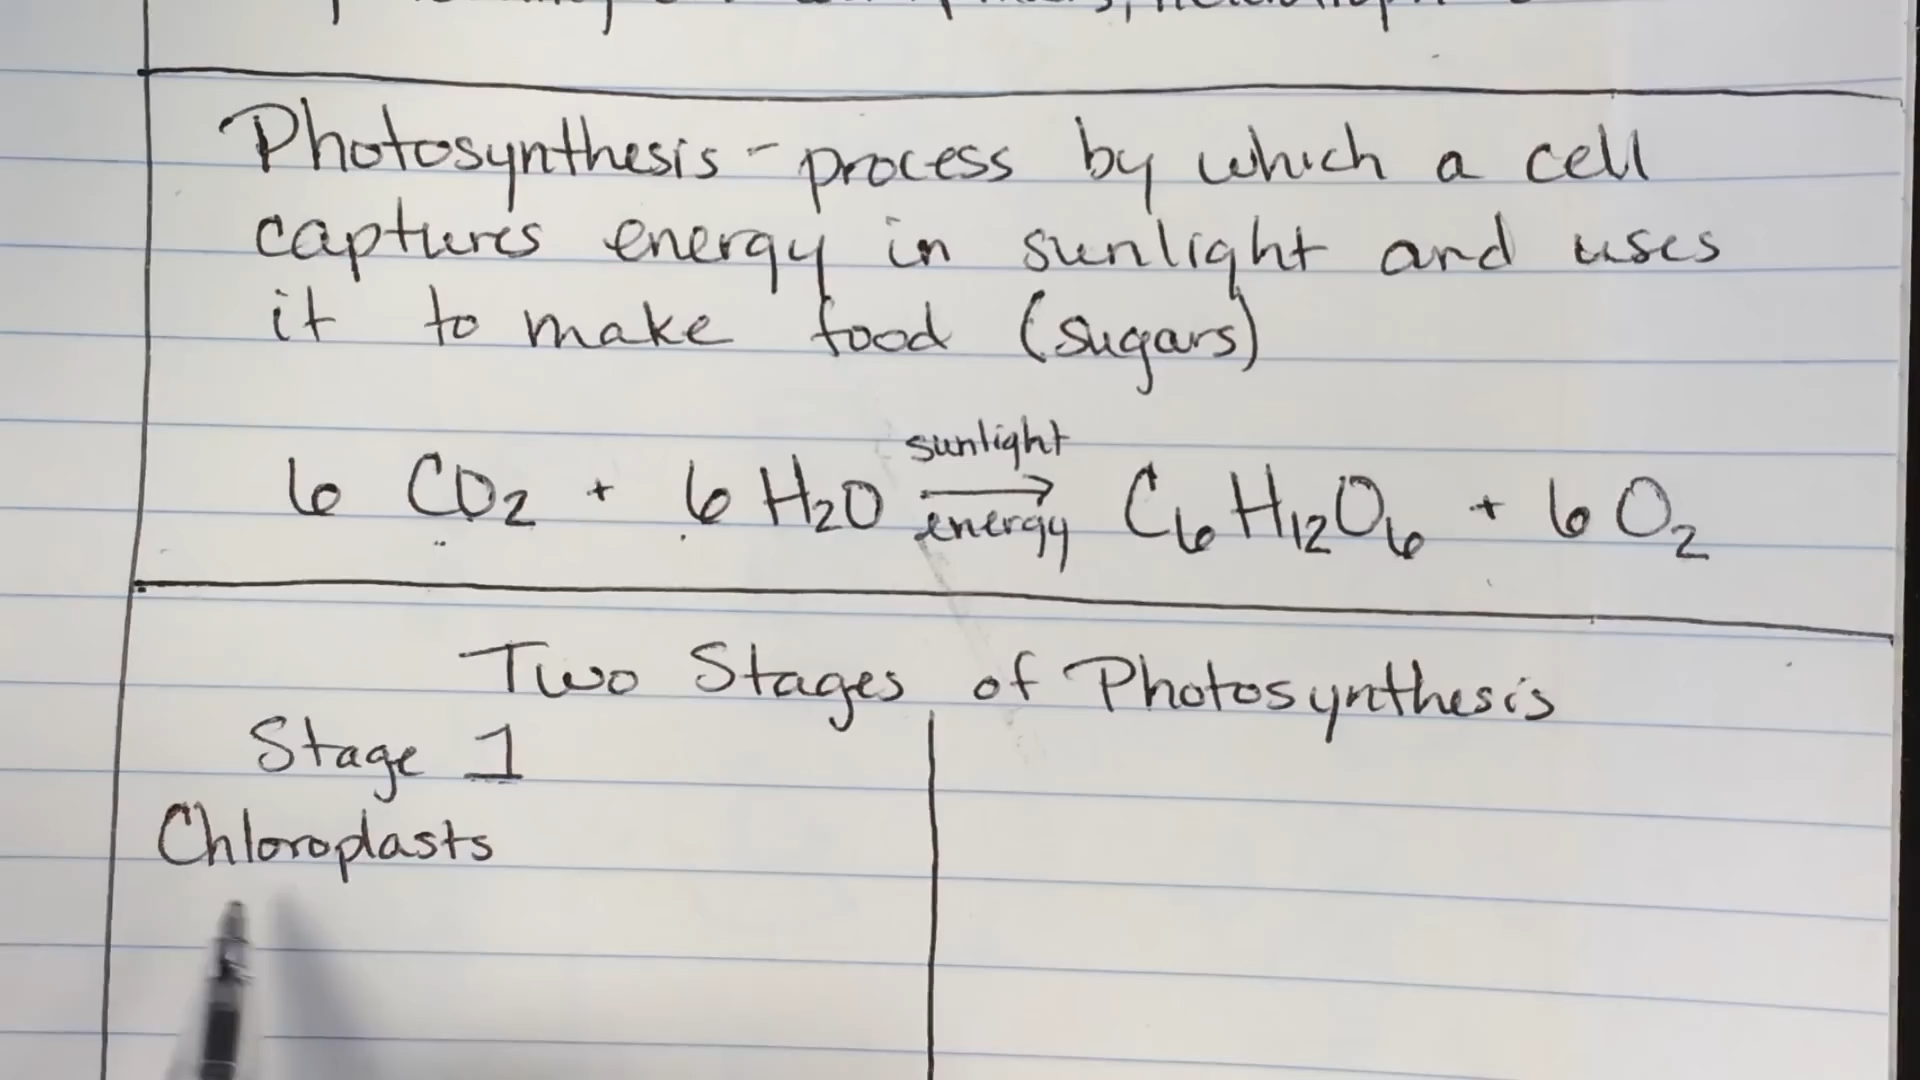 Photosynthesis - process by which a cell
captures energy in sunlight and uses
it to make food (sugars)
6 CO₂ + 6 H₂O sunlight → energy C₆H₁₂O₆ + 6 O₂
Two Stages of Photosynthesis
Stage 1
Chloroplasts